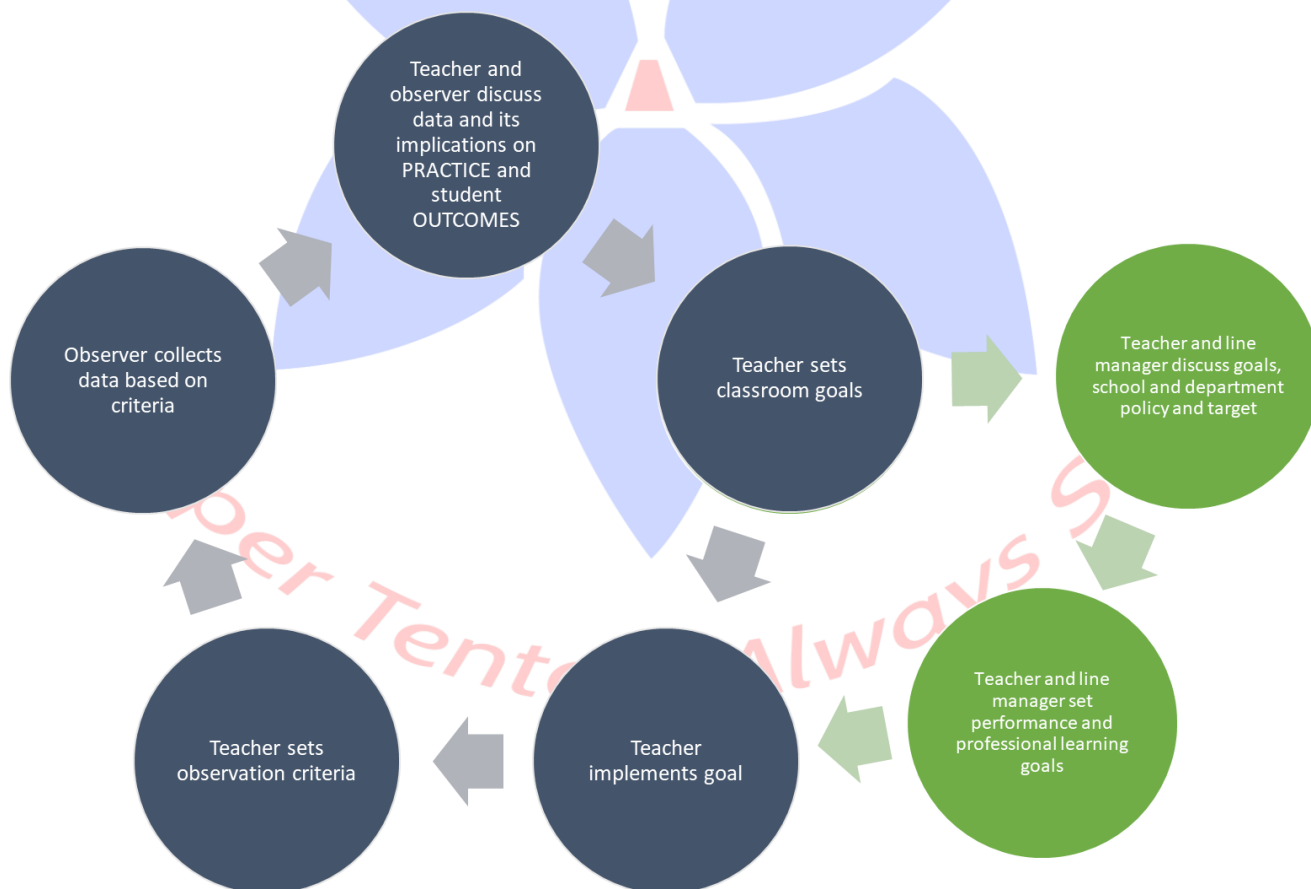 Teacher and
observer discuss
data and its
implications on
PRACTICE and
student
OUTCOMES
Observer collects
data based on
criteria
Teacher sets
classroom goals
Teacher and line
manager discuss goals,
school and department
policy and target
Teacher sets
observation criteria
Teacher
implements goal
Teacher and line
manager set
performance and
professional learning
goals
Always